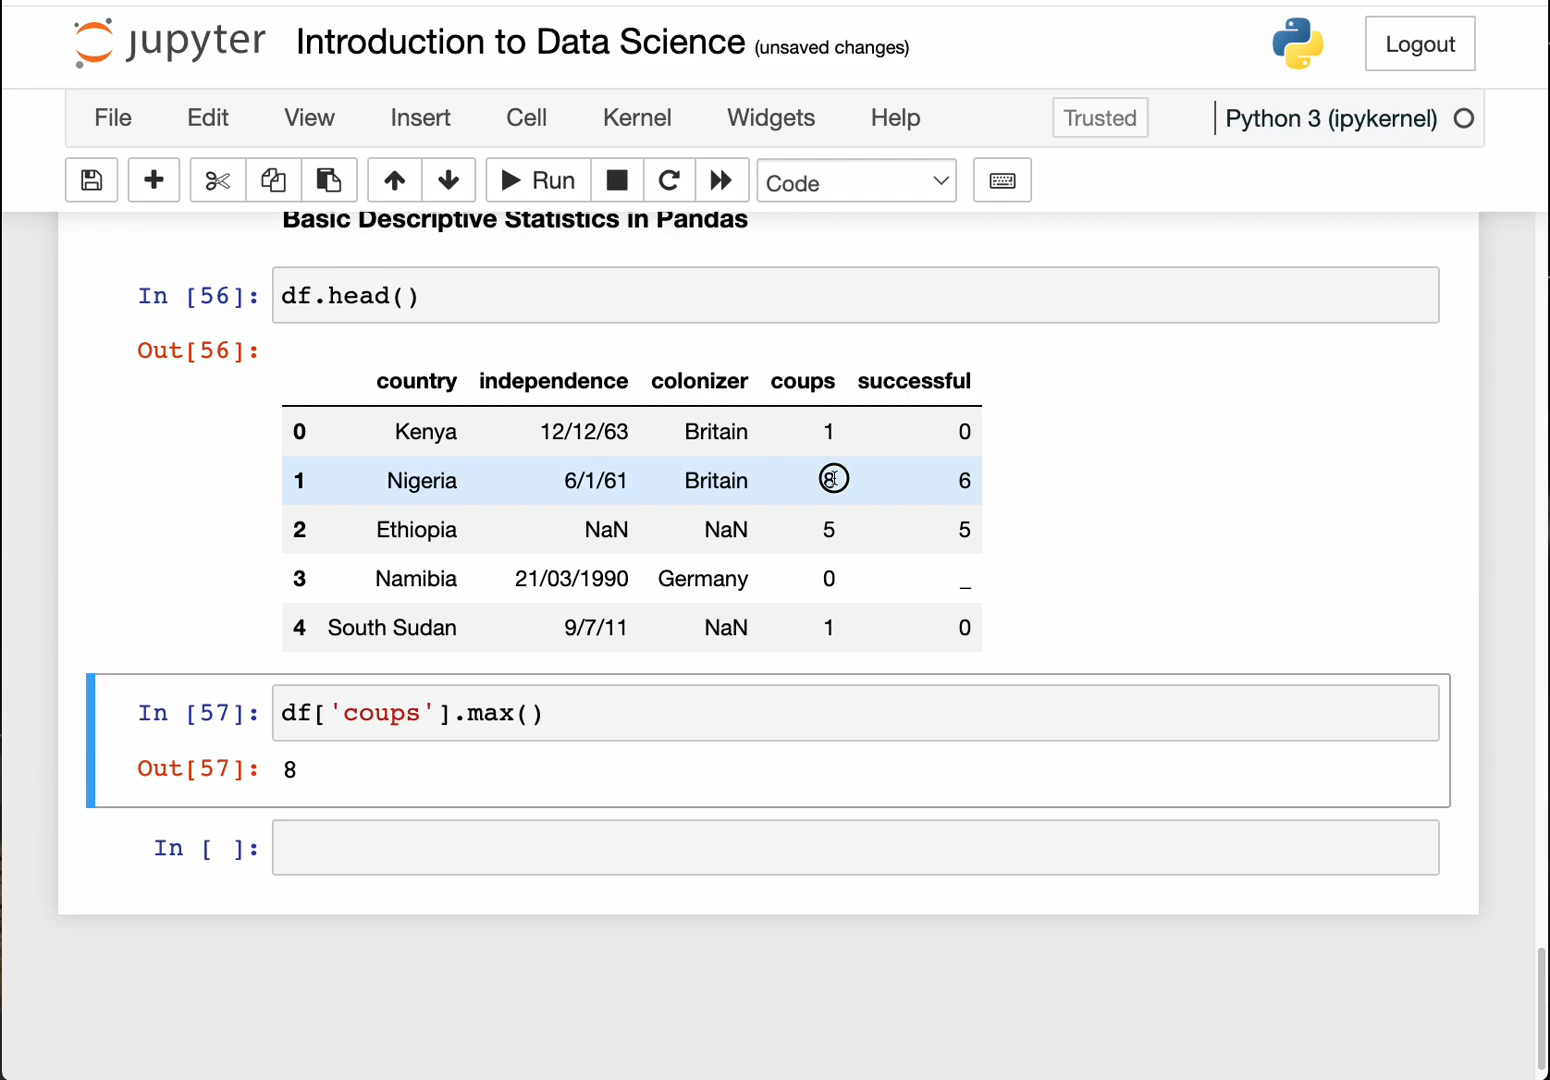 jupyter Introduction to Data Science (unsaved changes) Logout
File Edit View Insert Cell Kernel Widgets Help Trusted Python 3 (ipykernel)
Run Code
Basic Descriptive Statistics in Pandas
In [56]: df.head()
Out[56]:
country independence colonizer coups successful
0 Kenya 12/12/63 Britain 1 0
1 Nigeria 6/1/61 Britain 8 6
2 Ethiopia NaN NaN 5 5
3 Namibia 21/03/1990 Germany 0 _
4 South Sudan 9/7/11 NaN 1 0
In [57]: df['coups'].max()
Out[57]: 8
In [ ]: